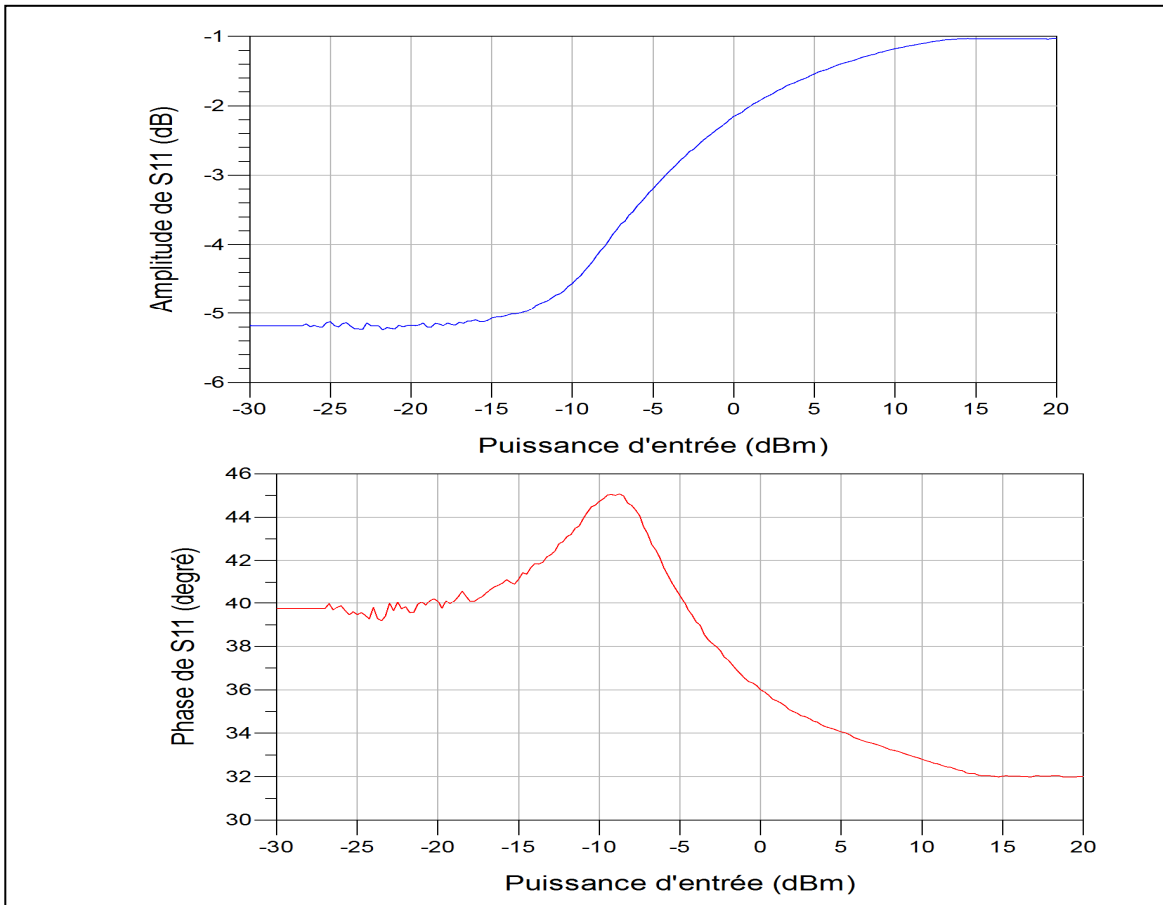 Amplitude de S11 (dB)
-1
-2
-3
-4
-5
-6
-30 -25 -20 -15 -10 -5 0 5 10 15 20
Puissance d'entrée (dBm)
Phase de S11 (degré)
46
44
42
40
38
36
34
32
30
-30 -25 -20 -15 -10 -5 0 5 10 15 20
Puissance d'entrée (dBm)